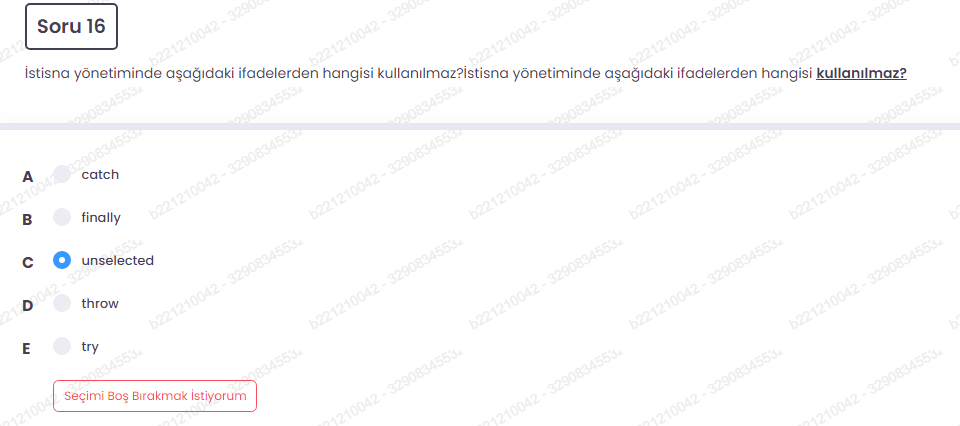 Soru 16
İstisna yönetiminde aşağıdaki ifadelerden hangisi kullanılmaz?İstisna yönetiminde aşağıdaki ifadelerden hangisi kullanılmaz?
A catch
B finally
C unselected
D throw
E try
Seçimi Boş Bırakmak İstiyorum